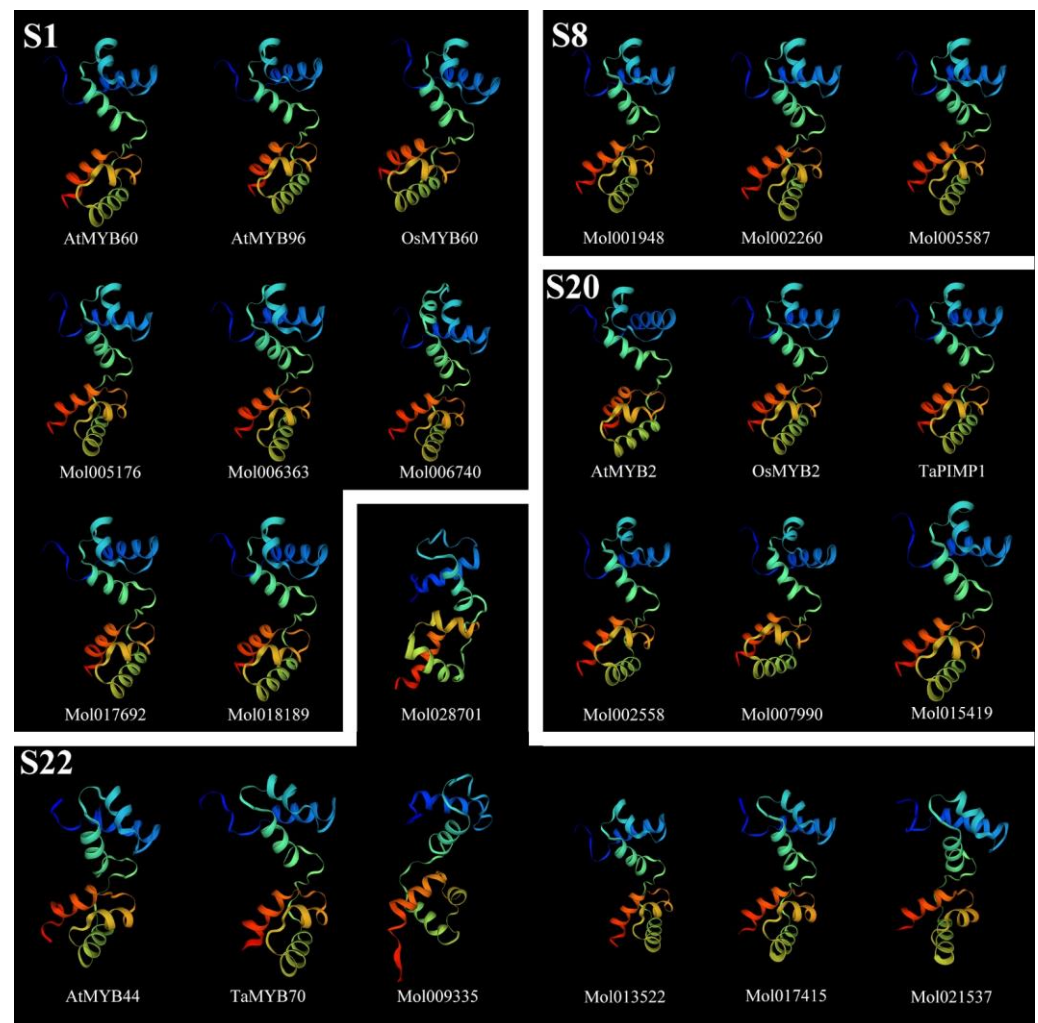 S1
AtMYB60 AtMYB96 OsMYB60
Mol005176 Mol006363 Mol006740
Mol017692 Mol018189
Mol028701
S8
Mol001948 Mol002260 Mol005587
S20
AtMYB2 OsMYB2 TaPIMP1
Mol002558 Mol007990 Mol015419
S22
AtMYB44 TaMYB70 Mol009335 Mol013522 Mol017415 Mol021537